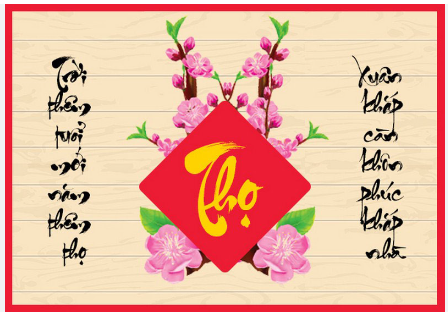 Trời
thêm
tuổi
mới
năm
thêm
thọ
Thọ
Xuân
khắp
càn
khôn
phúc
khắp
nhà